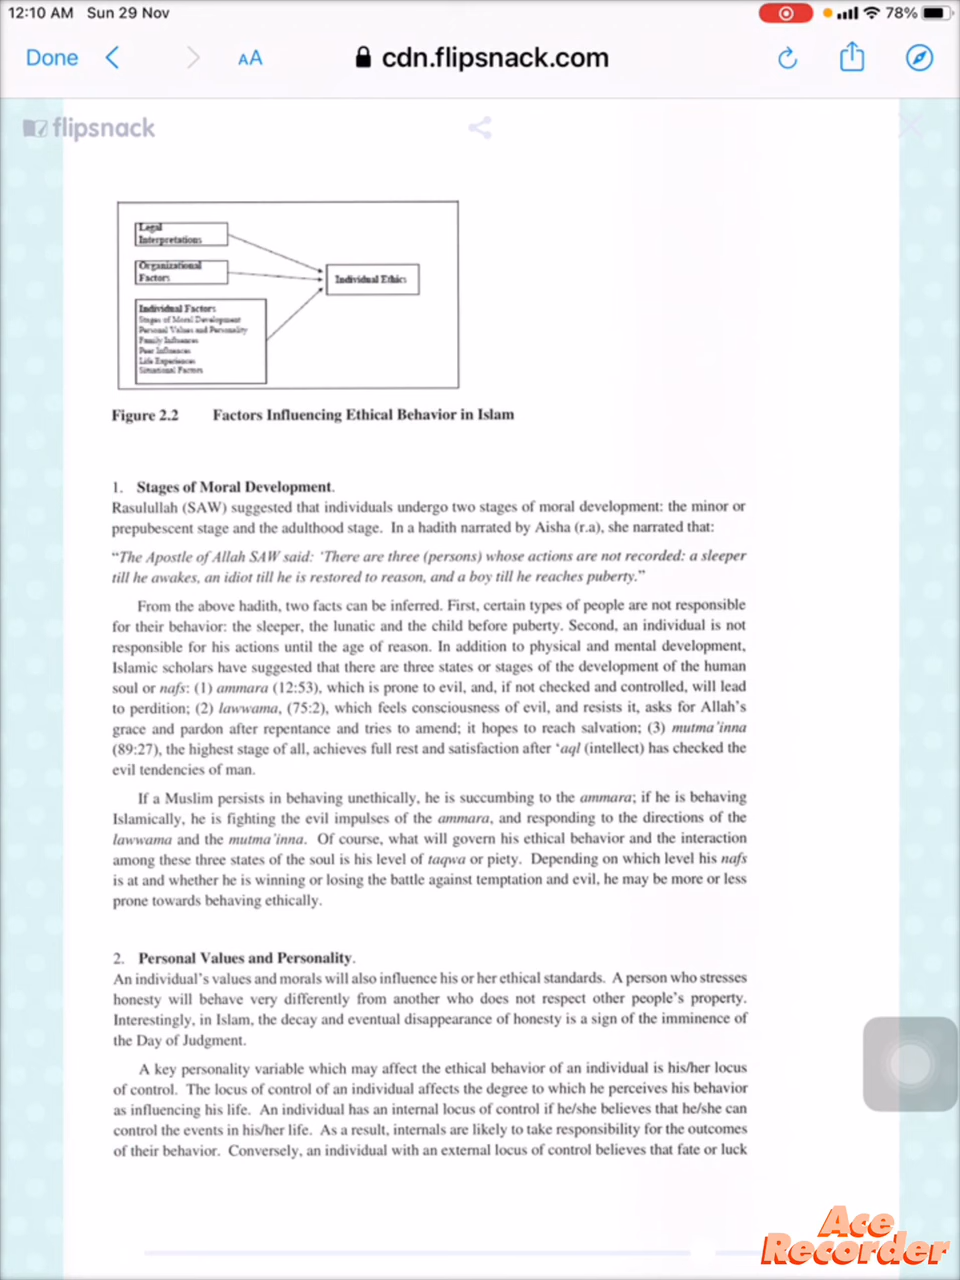 12:10 AM Sun 29 Nov
78%
Done
AA
cdn.flipsnack.com
flipsnack
Legal
Interpretations
Organizational
Factors
Individual Factors
Stages of Moral Development
Personal Values and Personality
Family Influences
Peer Influences
Life Experiences
Situational Factors
Individual Ethics
Figure 2.2 Factors Influencing Ethical Behavior in Islam
1. Stages of Moral Development.
Rasulullah (SAW) suggested that individuals undergo two stages of moral development: the minor or
prepubescent stage and the adulthood stage. In a hadith narrated by Aisha (r.a), she narrated that:
“The Apostle of Allah SAW said: ‘There are three (persons) whose actions are not recorded: a sleeper
till he awakes, an idiot till he is restored to reason, and a boy till he reaches puberty.”
From the above hadith, two facts can be inferred. First, certain types of people are not responsible
for their behavior: the sleeper, the lunatic and the child before puberty. Second, an individual is not
responsible for his actions until the age of reason. In addition to physical and mental development,
Islamic scholars have suggested that there are three states or stages of the development of the human
soul or nafs: (1) ammara (12:53), which is prone to evil, and, if not checked and controlled, will lead
to perdition; (2) lawwama, (75:2), which feels consciousness of evil, and resists it, asks for Allah’s
grace and pardon after repentance and tries to amend; it hopes to reach salvation; (3) mutma’inna
(89:27), the highest stage of all, achieves full rest and satisfaction after ‘aql (intellect) has checked the
evil tendencies of man.
If a Muslim persists in behaving unethically, he is succumbing to the ammara; if he is behaving
Islamically, he is fighting the evil impulses of the ammara, and responding to the directions of the
lawwama and the mutma’inna. Of course, what will govern his ethical behavior and the interaction
among these three states of the soul is his level of taqwa or piety. Depending on which level his nafs
is at and whether he is winning or losing the battle against temptation and evil, he may be more or less
prone towards behaving ethically.
2. Personal Values and Personality.
An individual’s values and morals will also influence his or her ethical standards. A person who stresses
honesty will behave very differently from another who does not respect other people’s property.
Interestingly, in Islam, the decay and eventual disappearance of honesty is a sign of the imminence of
the Day of Judgment.
A key personality variable which may affect the ethical behavior of an individual is his/her locus
of control. The locus of control of an individual affects the degree to which he perceives his behavior
as influencing his life. An individual has an internal locus of control if he/she believes that he/she can
control the events in his/her life. As a result, internals are likely to take responsibility for the outcomes
of their behavior. Conversely, an individual with an external locus of control believes that fate or luck
Ace
Recorder